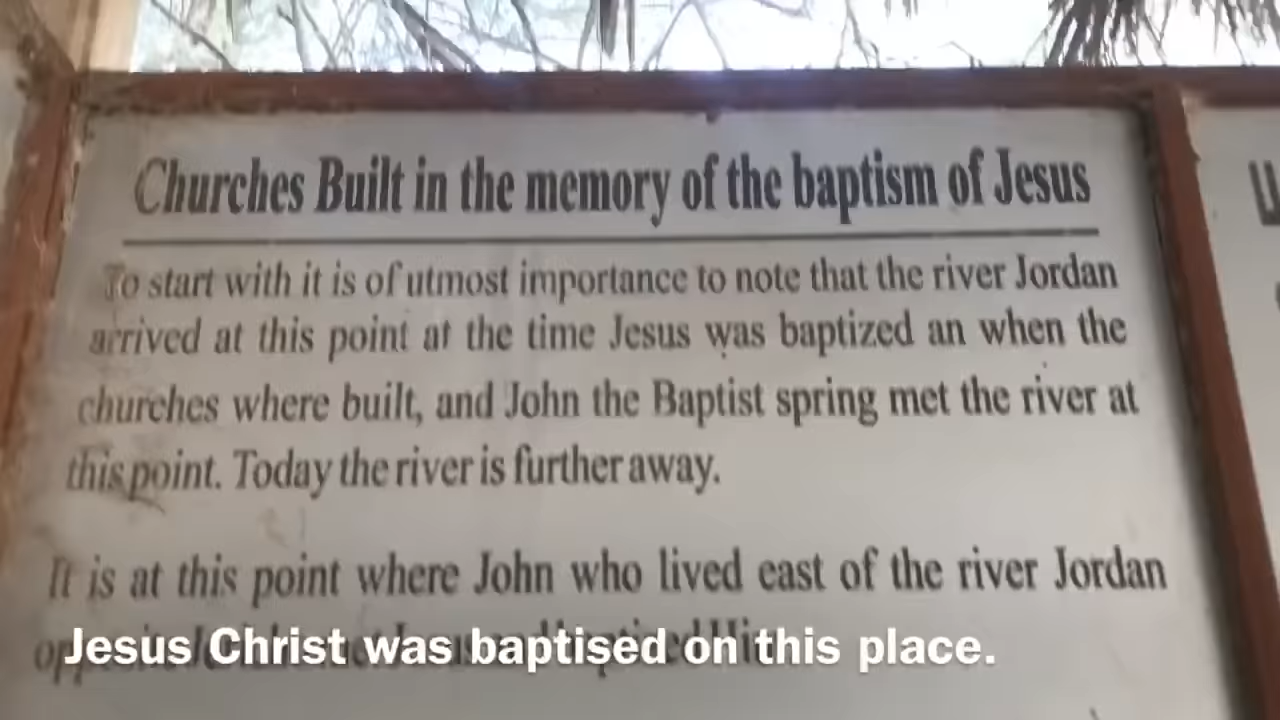 Churches Built in the memory of the baptism of Jesus
To start with it is of utmost importance to note that the river Jordan
arrived at this point at the time Jesus was baptized an when the
churches where built, and John the Baptist spring met the river at
this point. Today the river is further away.
It is at this point where John who lived east of the river Jordan
Jesus Christ was baptised on this place.